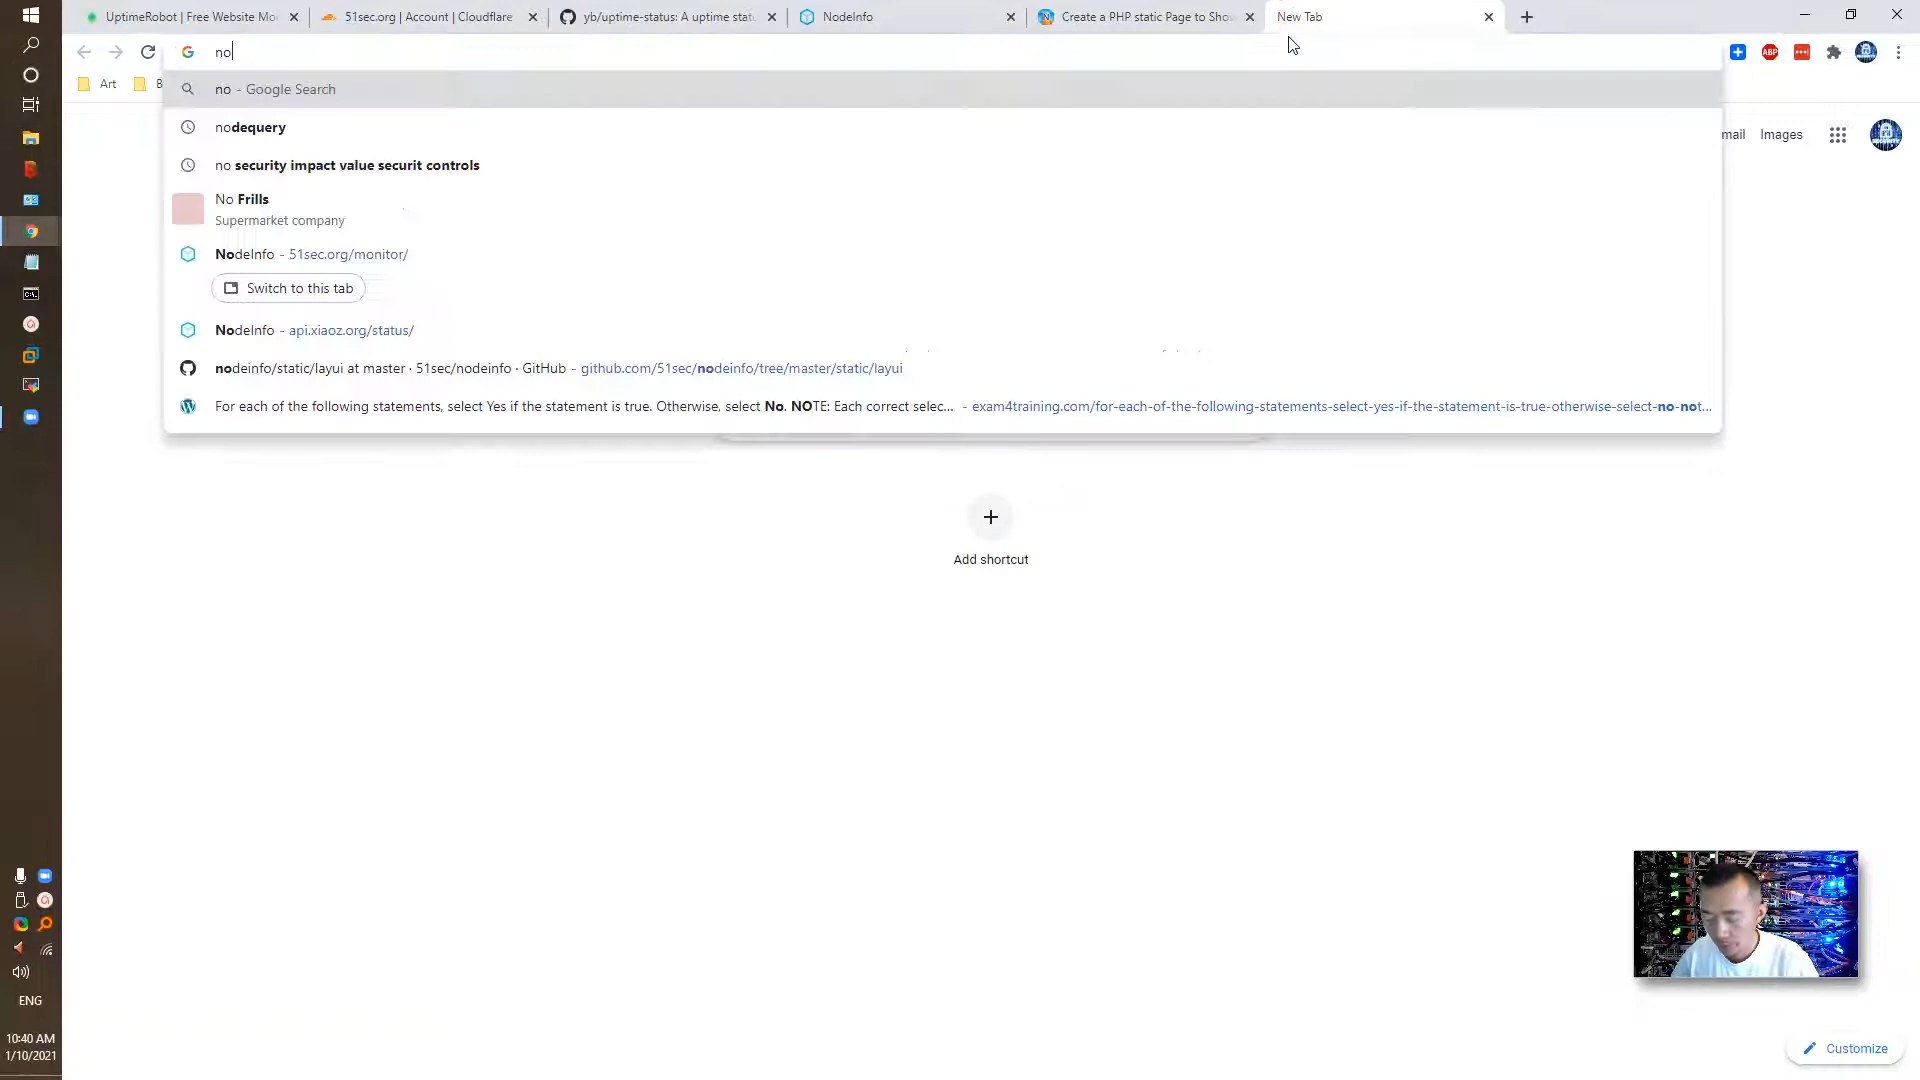 UptimeRobot | Free Website Mo
51sec.org | Account | Cloudflare
yb/uptime-status: A uptime stat
NodeInfo
Create a PHP static Page to Sho
New Tab
no
ABP
Art
B
no - Google Search
nodequery
no security impact value securit controls
No Frills
Supermarket company
NodeInfo - 51sec.org/monitor/
Switch to this tab
NodeInfo - api.xiaoz.org/status/
nodeinfo/static/layui at master · 51sec/nodeinfo · GitHub - github.com/51sec/nodeinfo/tree/master/static/layui
For each of the following statements, select Yes if the statement is true. Otherwise, select No. NOTE: Each correct selec... - exam4training.com/for-each-of-the-following-statements-select-yes-if-the-statement-is-true-otherwise-select-no-not...
mail
Images
Add shortcut
ENG
10:40 AM
1/10/2021
Customize